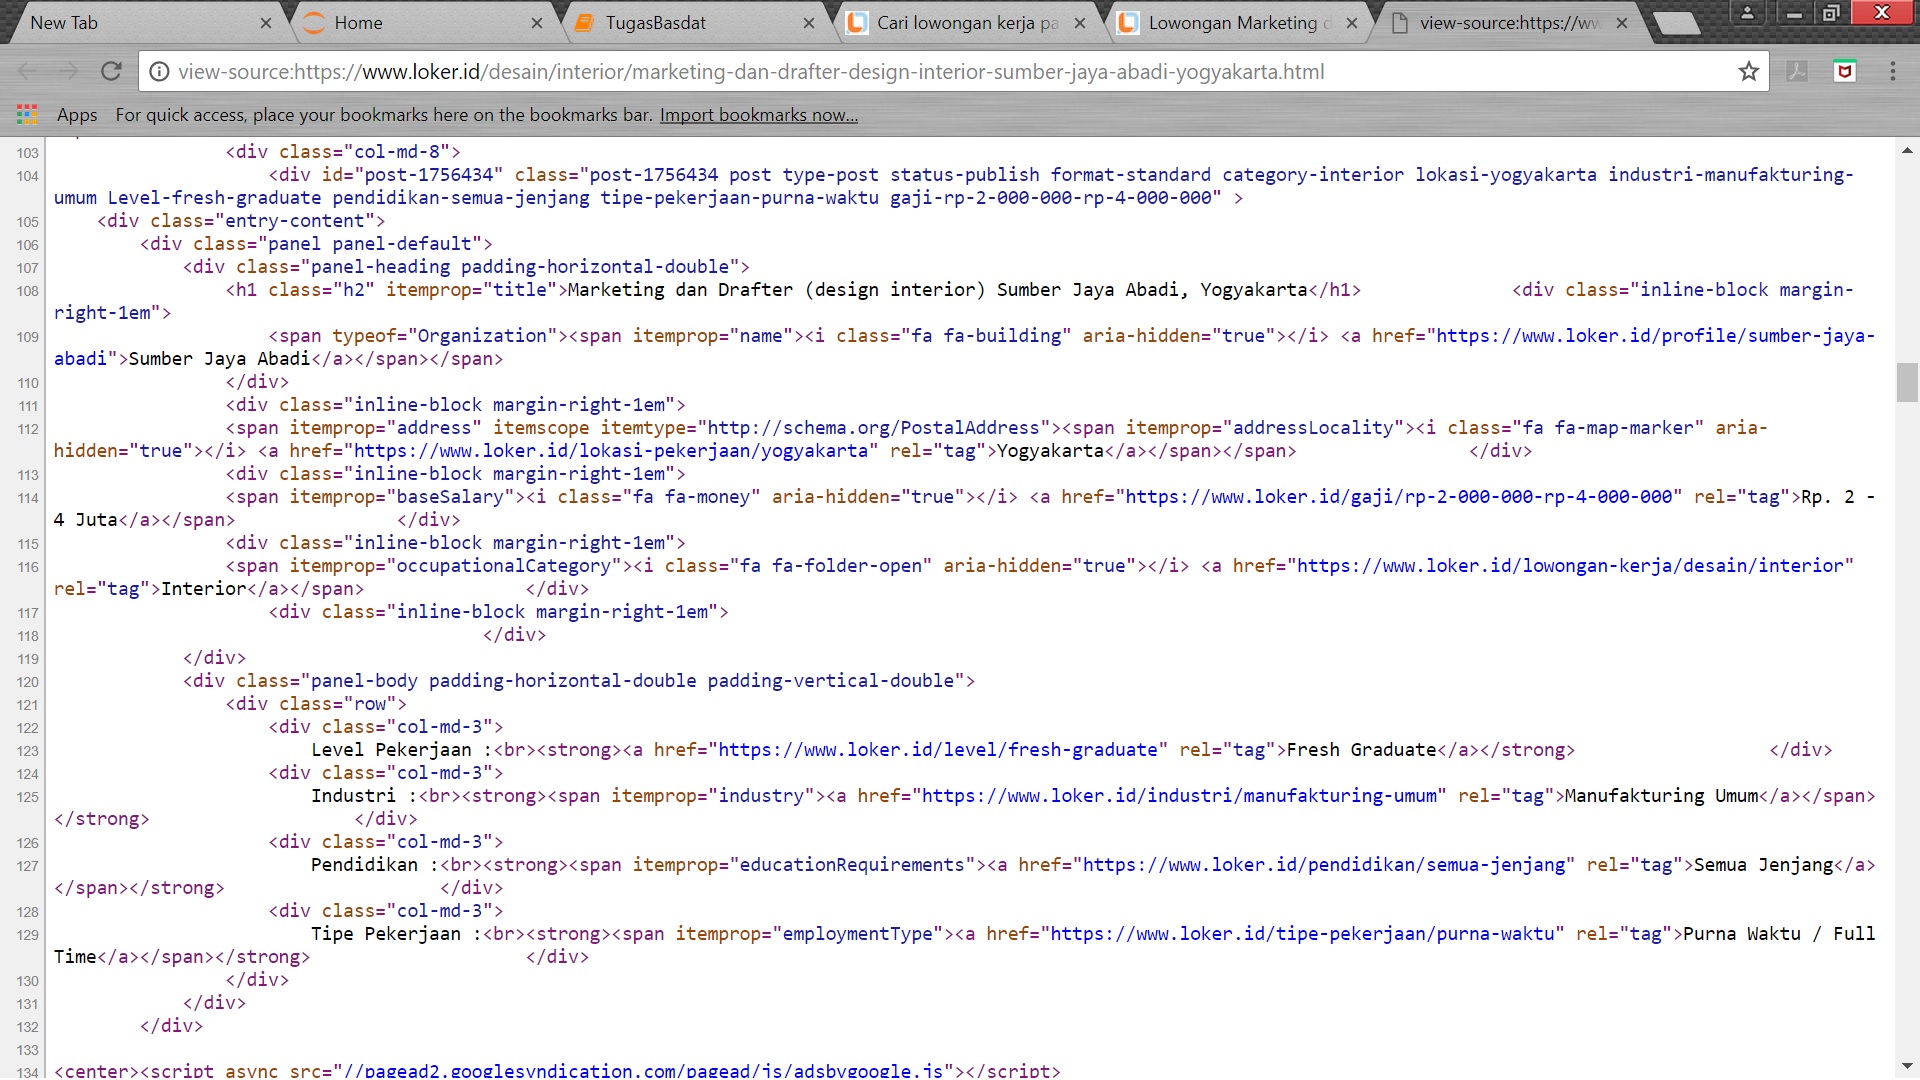 New Tab
Home
TugasBasdat
Cari lowongan kerja pa
Lowongan Marketing d
view-source:https://ww
view-source:https://www.loker.id/desain/interior/marketing-dan-drafter-design-interior-sumber-jaya-abadi-yogyakarta.html
Apps For quick access, place your bookmarks here on the bookmarks bar. Import bookmarks now...
103 <div class="col-md-8">
104 <div id="post-1756434" class="post-1756434 post type-post status-publish format-standard category-interior lokasi-yogyakarta industri-manufakturing-
umum Level-fresh-graduate pendidikan-semua-jenjang tipe-pekerjaan-purna-waktu gaji-rp-2-000-000-rp-4-000-000" >
105 <div class="entry-content">
106 <div class="panel panel-default">
107 <div class="panel-heading padding-horizontal-double">
108 <h1 class="h2" itemprop="title">Marketing dan Drafter (design interior) Sumber Jaya Abadi, Yogyakarta</h1> <div class="inline-block margin-
right-1em">
109 <span typeof="Organization"><span itemprop="name"><i class="fa fa-building" aria-hidden="true"></i> <a href="https://www.loker.id/profile/sumber-jaya-
abadi">Sumber Jaya Abadi</a></span></span>
110 </div>
111 <div class="inline-block margin-right-1em">
112 <span itemprop="address" itemscope itemtype="http://schema.org/PostalAddress"><span itemprop="addressLocality"><i class="fa fa-map-marker" aria-
hidden="true"></i> <a href="https://www.loker.id/lokasi-pekerjaan/yogyakarta" rel="tag">Yogyakarta</a></span></span> </div>
113 <div class="inline-block margin-right-1em">
114 <span itemprop="baseSalary"><i class="fa fa-money" aria-hidden="true"></i> <a href="https://www.loker.id/gaji/rp-2-000-000-rp-4-000-000" rel="tag">Rp. 2 -
4 Juta</a></span> </div>
115 <div class="inline-block margin-right-1em">
116 <span itemprop="occupationalCategory"><i class="fa fa-folder-open" aria-hidden="true"></i> <a href="https://www.loker.id/lowongan-kerja/desain/interior"
rel="tag">Interior</a></span> </div>
117 <div class="inline-block margin-right-1em">
118 </div>
119 </div>
120 <div class="panel-body padding-horizontal-double padding-vertical-double">
121 <div class="row">
122 <div class="col-md-3">
123 Level Pekerjaan :<br><strong><a href="https://www.loker.id/level/fresh-graduate" rel="tag">Fresh Graduate</a></strong> </div>
124 <div class="col-md-3">
125 Industri :<br><strong><span itemprop="industry"><a href="https://www.loker.id/industri/manufakturing-umum" rel="tag">Manufakturing Umum</a></span>
</strong> </div>
126 <div class="col-md-3">
127 Pendidikan :<br><strong><span itemprop="educationRequirements"><a href="https://www.loker.id/pendidikan/semua-jenjang" rel="tag">Semua Jenjang</a>
</span></strong> </div>
128 <div class="col-md-3">
129 Tipe Pekerjaan :<br><strong><span itemprop="employmentType"><a href="https://www.loker.id/tipe-pekerjaan/purna-waktu" rel="tag">Purna Waktu / Full
Time</a></span></strong> </div>
130 </div>
131 </div>
132 </div>
133
134 <center><script async src="//pagead2.googlesyndication.com/pagead/js/adsbygoogle.js"></script>